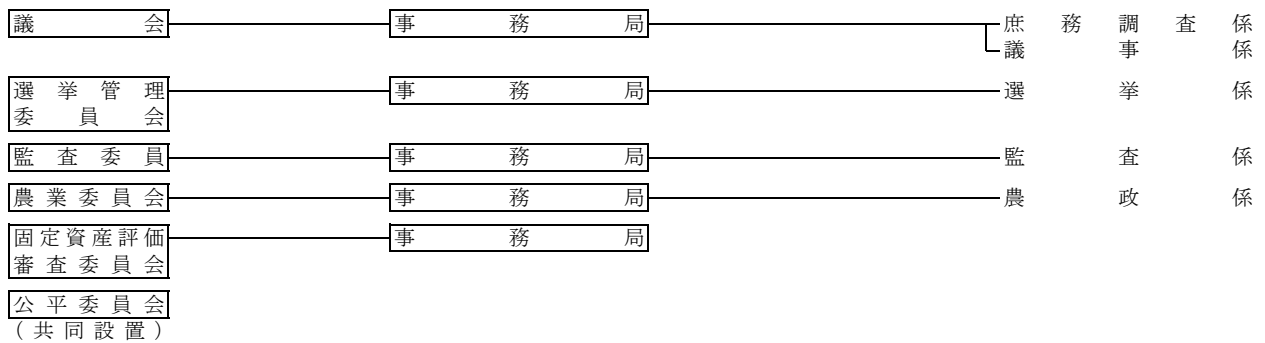 議会 事務局 庶務調査係
議事係
選挙管理 事務局 選挙係
委員会
監査委員 事務局 監査係
農業委員会 事務局 農政係
固定資産評価 事務局
審査委員会
公平委員会
(共同設置)